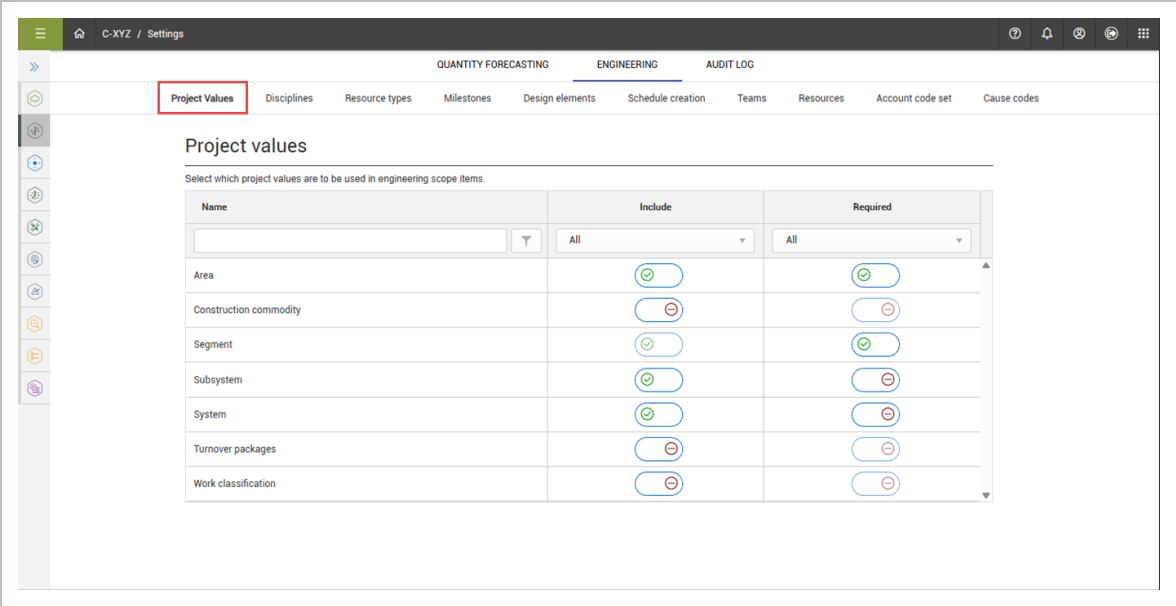 C-XYZ / Settings
QUANTITY FORECASTING ENGINEERING AUDIT LOG
Project Values Disciplines Resource types Milestones Design elements Schedule creation Teams Resources Account code set Cause codes
Project values
Select which project values are to be used in engineering scope items.
Name Include Required
All All
Area
Construction commodity
Segment
Subsystem
System
Turnover packages
Work classification